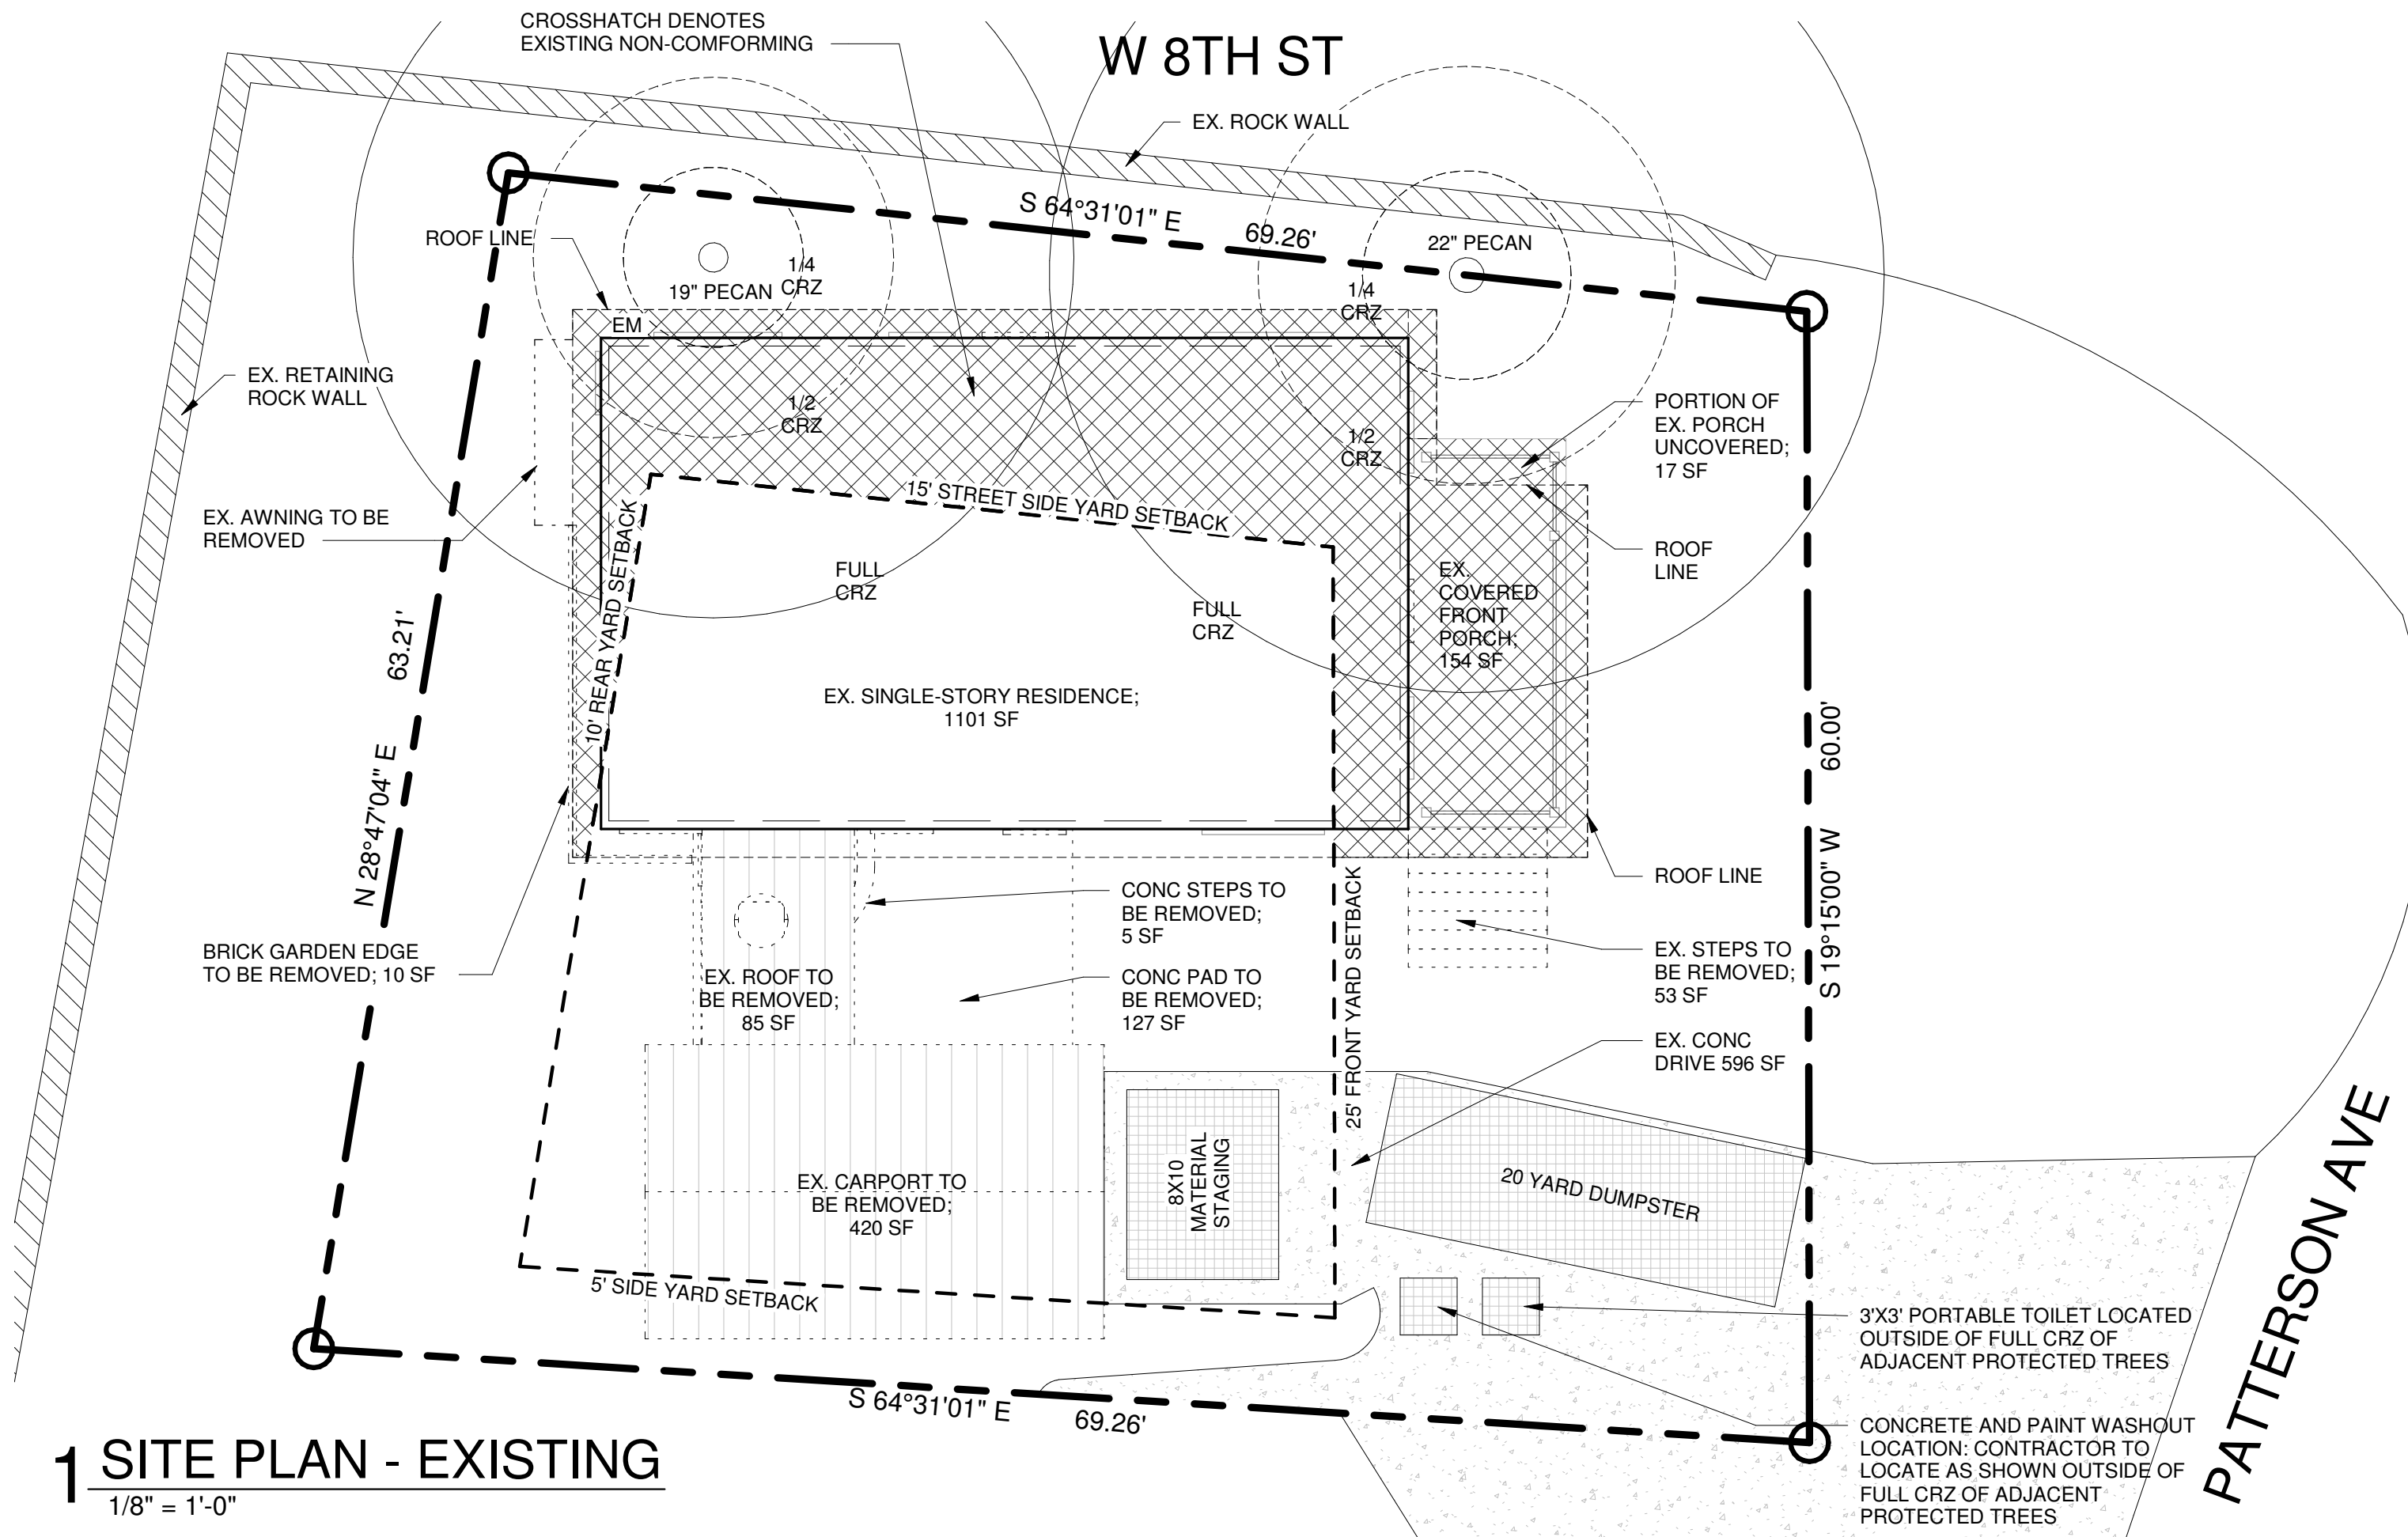 CROSSHATCH DENOTES
EXISTING NON-COMFORMING
W 8TH ST
EX. ROCK WALL
S 64°31'01" E
69.26'
ROOF LINE
22" PECAN
1/4
CRZ
19" PECAN
1/4
CRZ
EM
EX. RETAINING
ROCK WALL
1/2
CRZ
1/2
CRZ
PORTION OF
EX. PORCH
UNCOVERED;
17 SF
15' STREET SIDE YARD SETBACK
EX. AWNING TO BE
REMOVED
10' REAR YARD SETBACK
ROOF
LINE
FULL
CRZ
FULL
CRZ
EX.
COVERED
FRONT
PORCH;
154 SF
63.21'
N 28°47'04" E
EX. SINGLE-STORY RESIDENCE;
1101 SF
60.00'
S 19°15'00" W
ROOF LINE
CONC STEPS TO
BE REMOVED;
5 SF
25' FRONT YARD SETBACK
BRICK GARDEN EDGE
TO BE REMOVED; 10 SF
EX. STEPS TO
BE REMOVED;
53 SF
EX. ROOF TO
BE REMOVED;
85 SF
CONC PAD TO
BE REMOVED;
127 SF
EX. CONC
DRIVE 596 SF
8X10
MATERIAL
STAGING
20 YARD DUMPSTER
EX. CARPORT TO
BE REMOVED;
420 SF
5' SIDE YARD SETBACK
PATTERSON AVE
3'X3' PORTABLE TOILET LOCATED
OUTSIDE OF FULL CRZ OF
ADJACENT PROTECTED TREES
S 64°31'01" E
69.26'
CONCRETE AND PAINT WASHOUT
LOCATION: CONTRACTOR TO
LOCATE AS SHOWN OUTSIDE OF
FULL CRZ OF ADJACENT
PROTECTED TREES
1 SITE PLAN - EXISTING
1/8" = 1'-0"